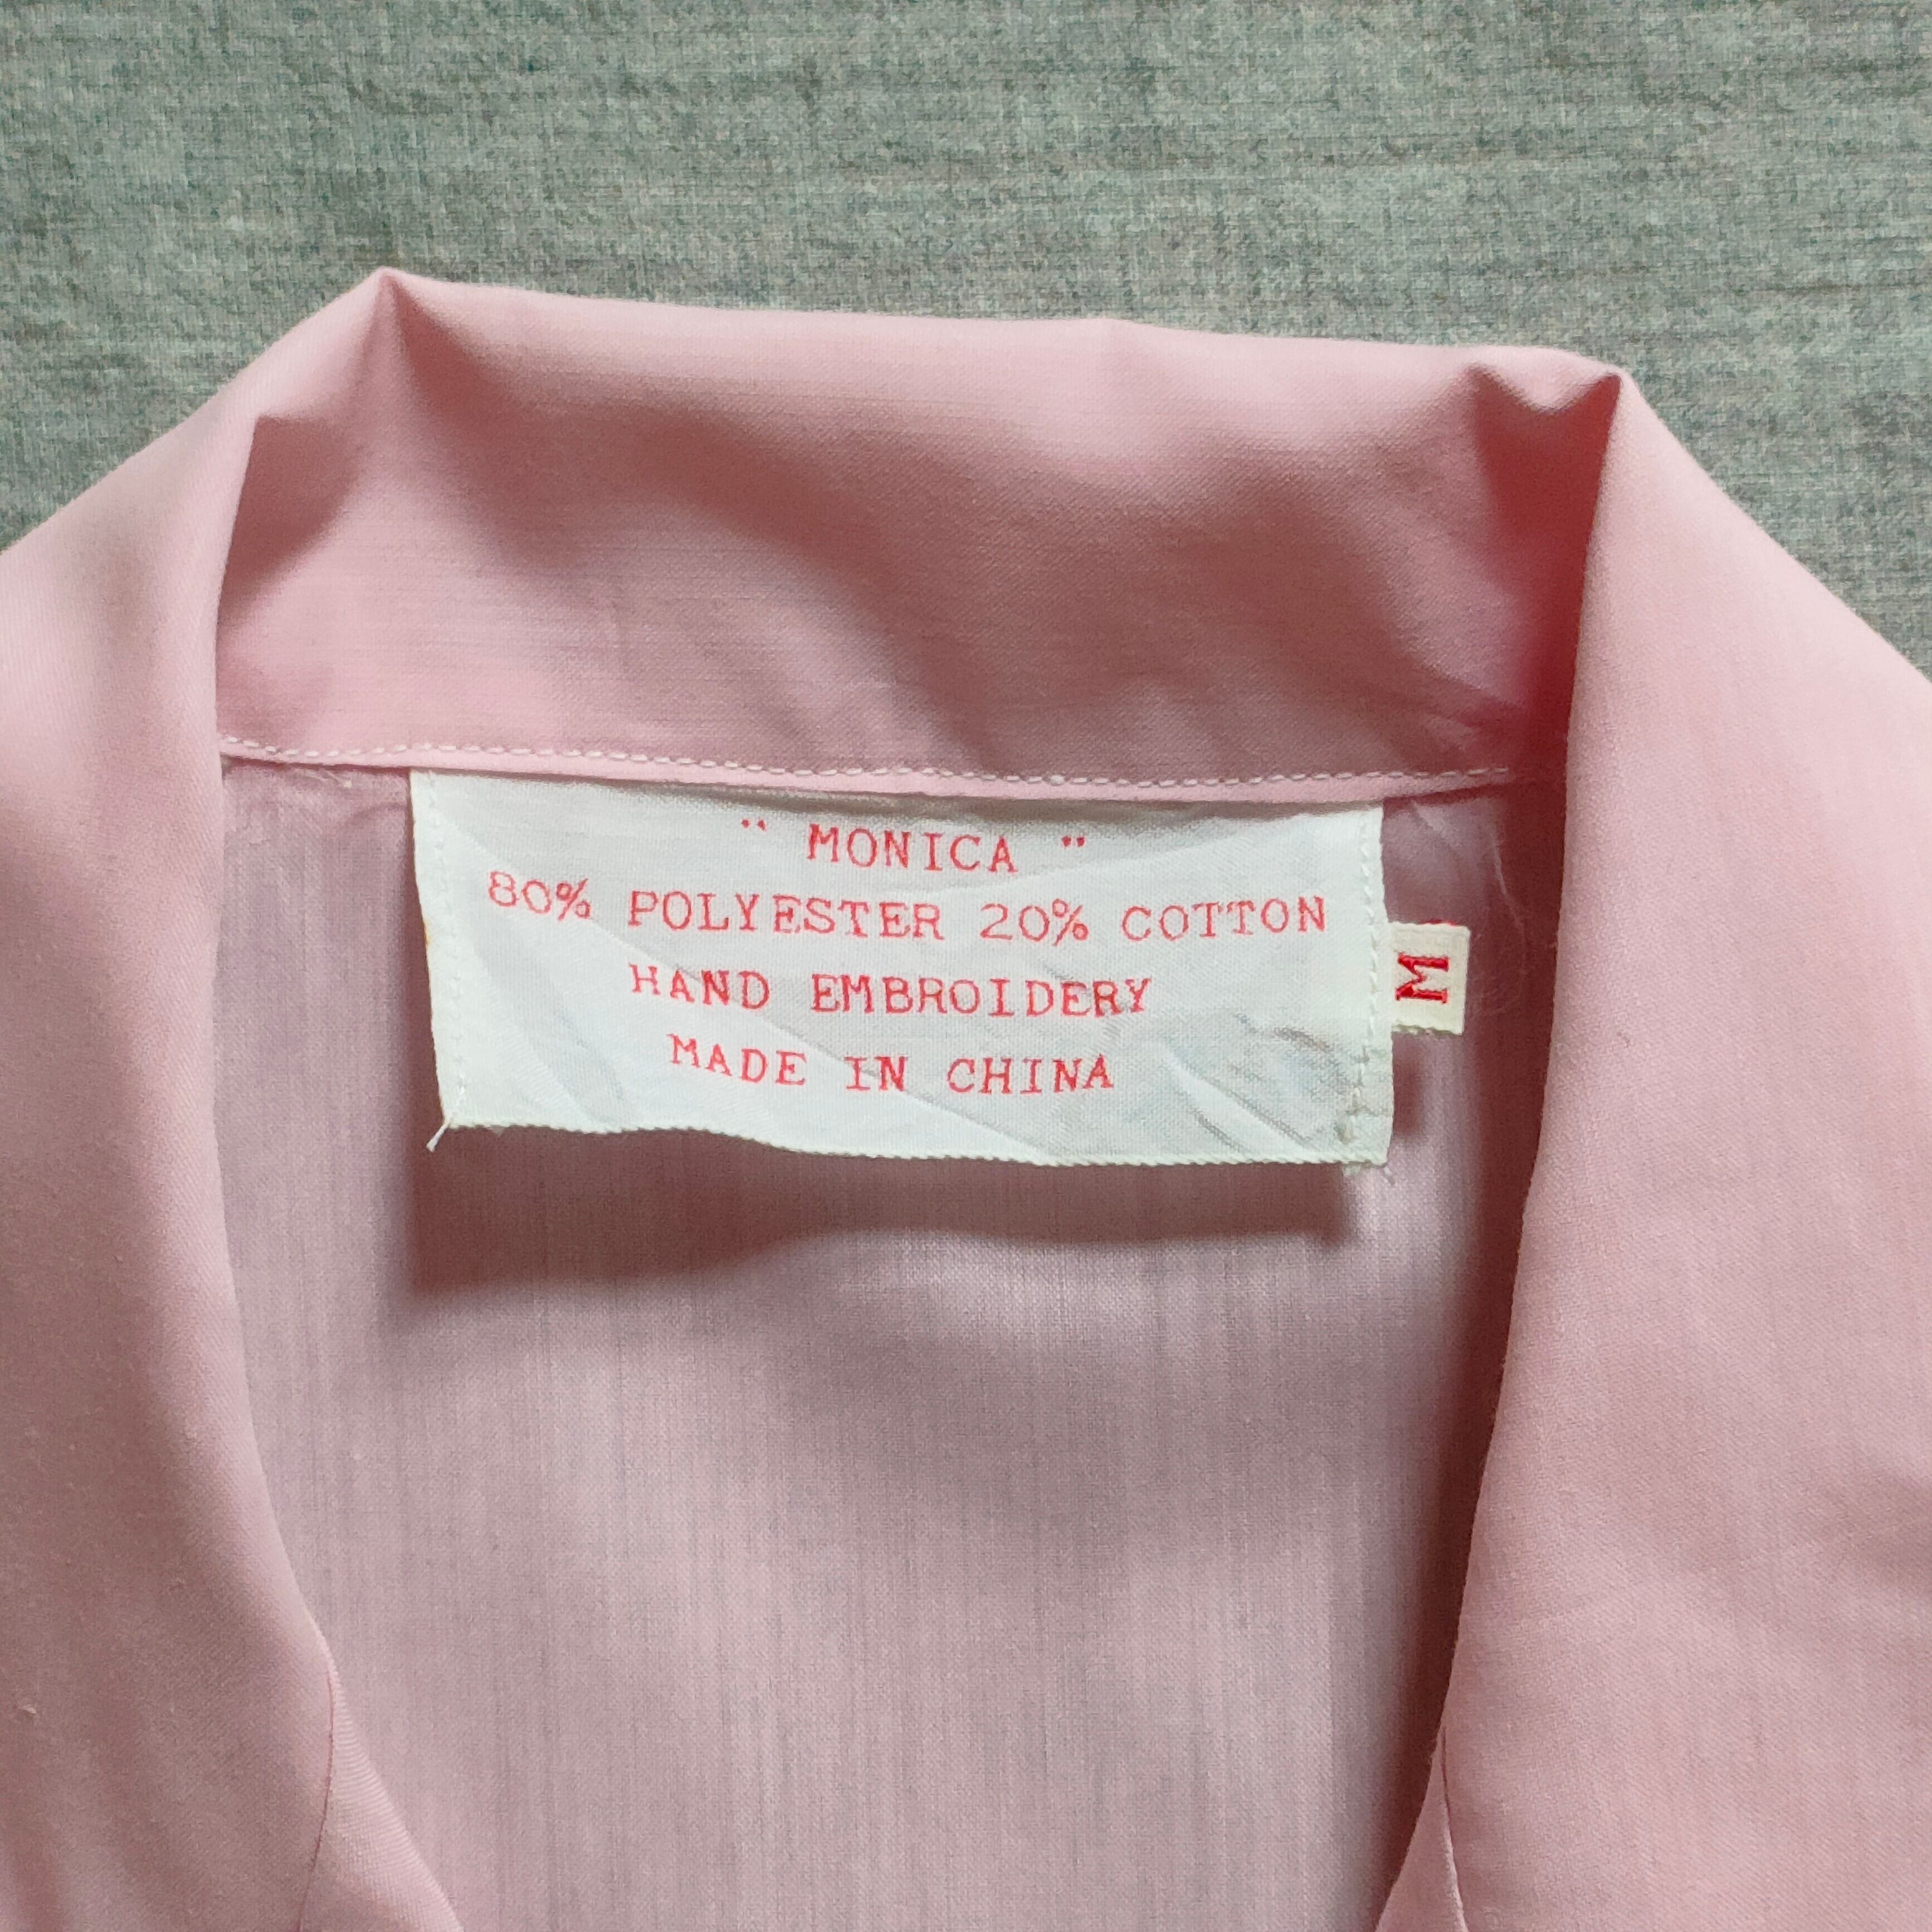 " MONICA "
80% POLYESTER 20% COTTON
HAND EMBROIDERY
MADE IN CHINA
M